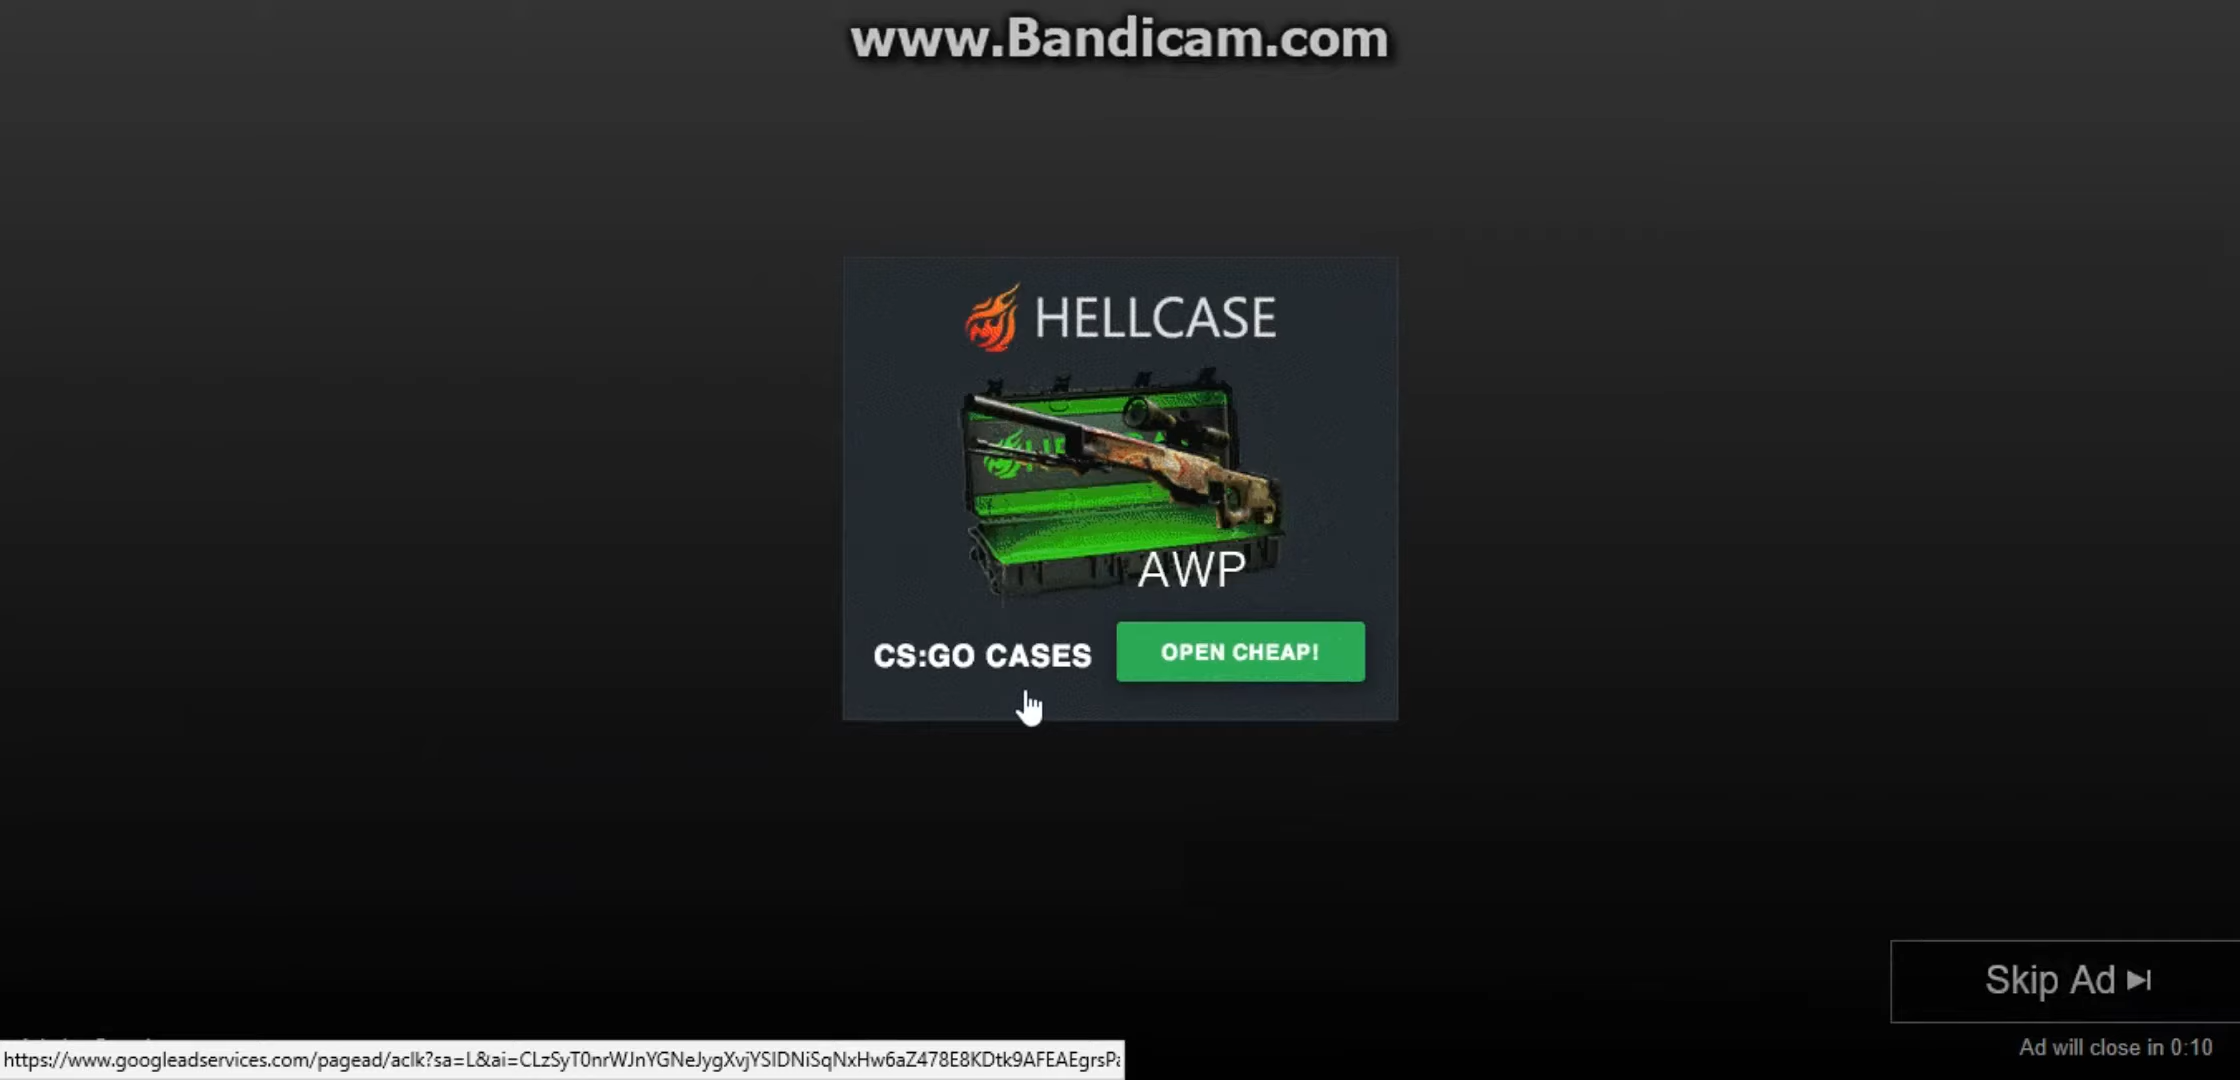 www.Bandicam.com
HELLCASE
AWP
CS:GO CASES
OPEN CHEAP!
Skip Ad
Ad will close in 0:10
https://www.googleadservices.com/pagead/aclk?sa=L&ai=CLzSyT0nrWJnYGNeJygXvjYSIDNiSqNxHw6aZ478E8KDtk9AFEAEgrsPa